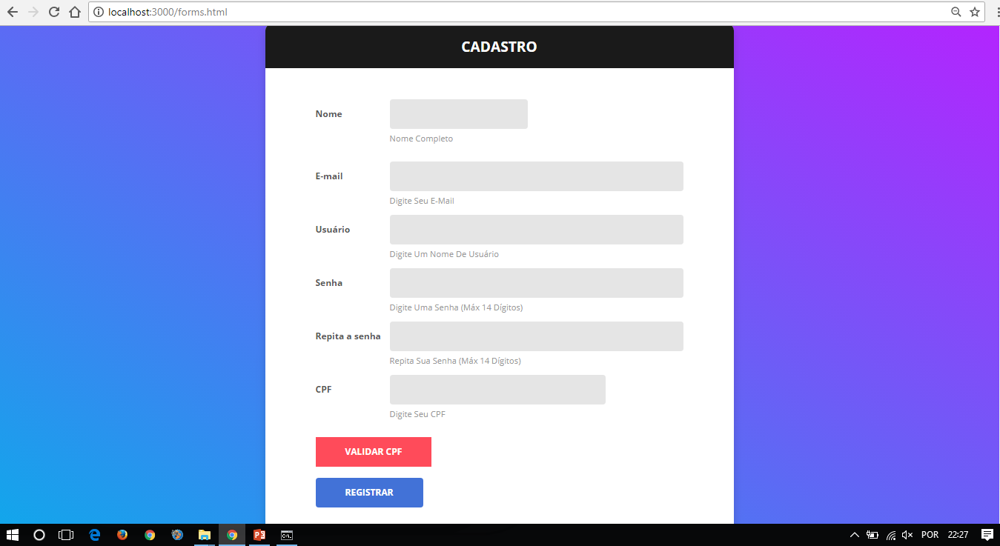 localhost:3000/forms.html
CADASTRO
Nome
Nome Completo
E-mail
Digite Seu E-Mail
Usuário
Digite Um Nome De Usuário
Senha
Digite Uma Senha (Máx 14 Dígitos)
Repita a senha
Repita Sua Senha (Máx 14 Dígitos)
CPF
Digite Seu CPF
VALIDAR CPF
REGISTRAR
POR 22:27